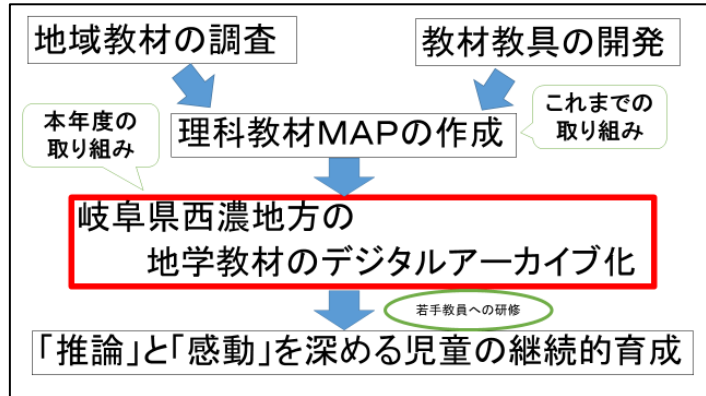 地域教材の調査
教材教具の開発
本年度の
取り組み
理科教材MAPの作成
これまでの
取り組み
岐阜県西濃地方の
地学教材のデジタルアーカイブ化
若手教員への研修
「推論」と「感動」を深める児童の継続的育成